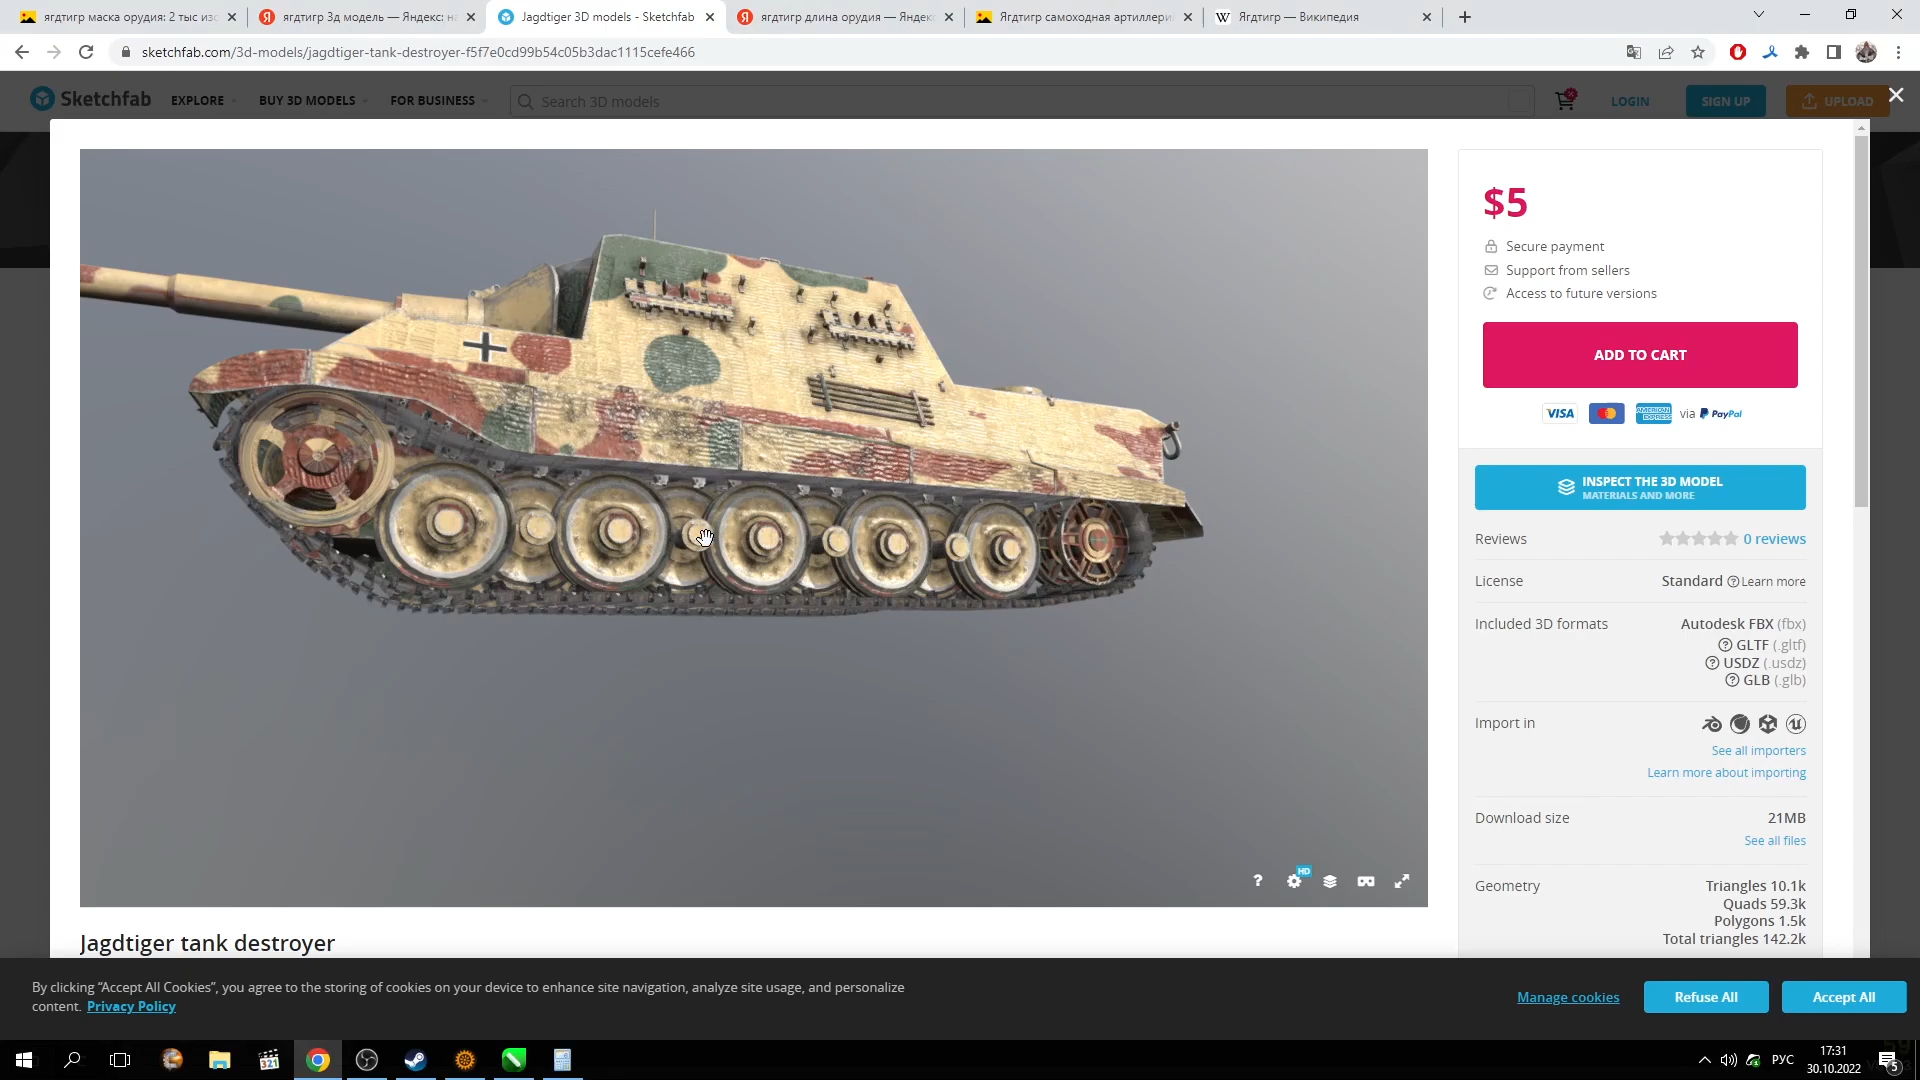 ягдтигр маска орудия: 2 тыс изс
ягдтигр 3д модель — Яндекс: на
Jagdtiger 3D models - Sketchfab
ягдтигр длина орудия — Яндекс
Ягдтигр самоходная артиллери
Ягдтигр — Википедия
sketchfab.com/3d-models/jagdtiger-tank-destroyer-f5f7e0cd99b54c05b3dac1115cefe466
Sketchfab
EXPLORE
BUY 3D MODELS
FOR BUSINESS
Search 3D models
LOGIN
SIGN UP
UPLOAD
$5
Secure payment
Support from sellers
Access to future versions
ADD TO CART
VISA
AMERICAN EXPRESS
via PayPal
INSPECT THE 3D MODEL
MATERIALS AND MORE
Reviews 0 reviews
License Standard Learn more
Included 3D formats Autodesk FBX (fbx)
GLTF (.gltf)
USDZ (.usdz)
GLB (.glb)
Import in
See all importers
Learn more about importing
Download size 21MB
See all files
HD
Geometry Triangles 10.1k
Quads 59.3k
Polygons 1.5k
Total triangles 142.2k
Jagdtiger tank destroyer
By clicking “Accept All Cookies”, you agree to the storing of cookies on your device to enhance site navigation, analyze site usage, and personalize
content. Privacy Policy
Manage cookies
Refuse All
Accept All
321
РУС
17:31
30.10.2022
5